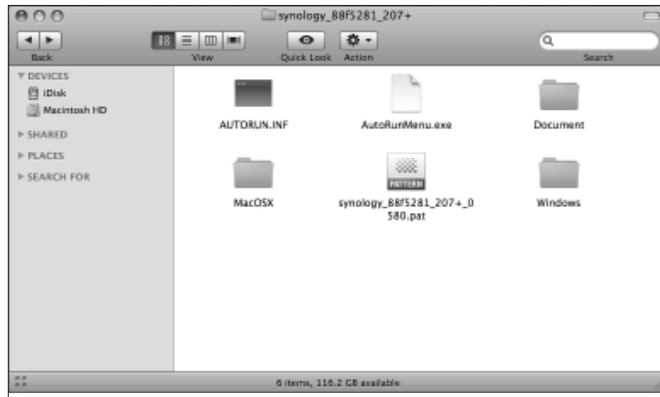 synology_88f5281_207+
Back
View
Quick Look
Action
Search
DEVICES
iDisk
Macintosh HD
SHARED
PLACES
SEARCH FOR
AUTORUN.INF
AutoRunMenu.exe
Document
MacOSX
PATTERN
synology_88f5281_207+_0
580.pat
Windows
6 items, 116.2 GB available